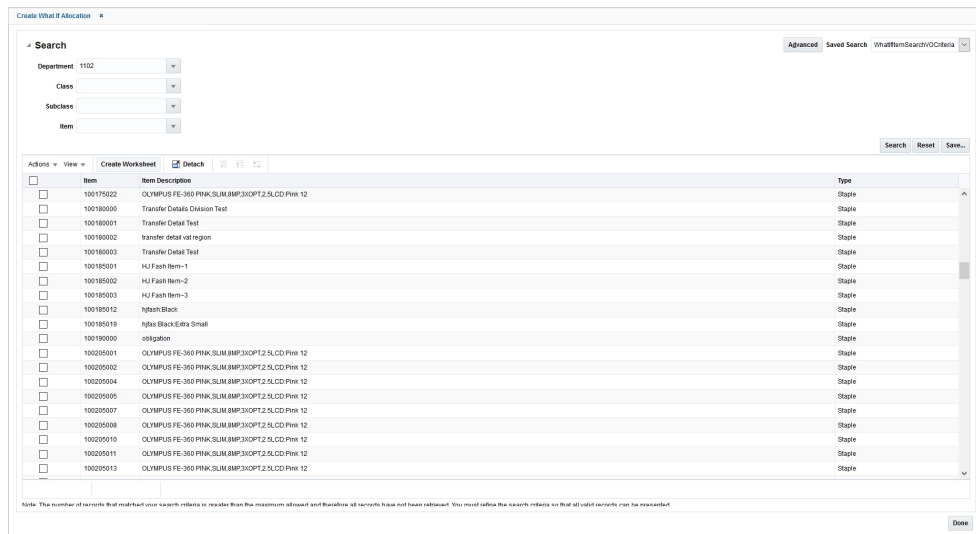 Create What If Allocation ×
Search
Advanced Saved Search WhatIfItemSearchVOCriteria
Department 1102
Class
Subclass
Item
Search Reset Save...
Actions View Create Worksheet Detach
Item Item Description Type
100175022 OLYMPUS FE-360 PINK,SLIM,8MP,3XOPT,2.5LCD:Pink 12 Staple
100180000 Transfer Details Division Test Staple
100180001 Transfer Detail Test Staple
100180002 transfer detail vat region Staple
100180003 Transfer Detail Test Staple
100185001 HJ Fash Item~1 Staple
100185002 HJ Fash Item~2 Staple
100185003 HJ Fash Item~3 Staple
100185012 hjfash:Black Staple
100185019 hjfas:Black:Extra Small Staple
100190000 obligation Staple
100205001 OLYMPUS FE-360 PINK,SLIM,8MP,3XOPT,2.5LCD:Pink 12 Staple
100205002 OLYMPUS FE-360 PINK,SLIM,8MP,3XOPT,2.5LCD:Pink 12 Staple
100205004 OLYMPUS FE-360 PINK,SLIM,8MP,3XOPT,2.5LCD:Pink 12 Staple
100205005 OLYMPUS FE-360 PINK,SLIM,8MP,3XOPT,2.5LCD:Pink 12 Staple
100205007 OLYMPUS FE-360 PINK,SLIM,8MP,3XOPT,2.5LCD:Pink 12 Staple
100205008 OLYMPUS FE-360 PINK,SLIM,8MP,3XOPT,2.5LCD:Pink 12 Staple
100205010 OLYMPUS FE-360 PINK,SLIM,8MP,3XOPT,2.5LCD:Pink 12 Staple
100205011 OLYMPUS FE-360 PINK,SLIM,8MP,3XOPT,2.5LCD:Pink 12 Staple
100205013 OLYMPUS FE-360 PINK,SLIM,8MP,3XOPT,2.5LCD:Pink 12 Staple
Note: The number of records that matched your search criteria is greater than the maximum allowed and therefore all records have not been retrieved. You must refine the search criteria so that all valid records can be presented.
Done